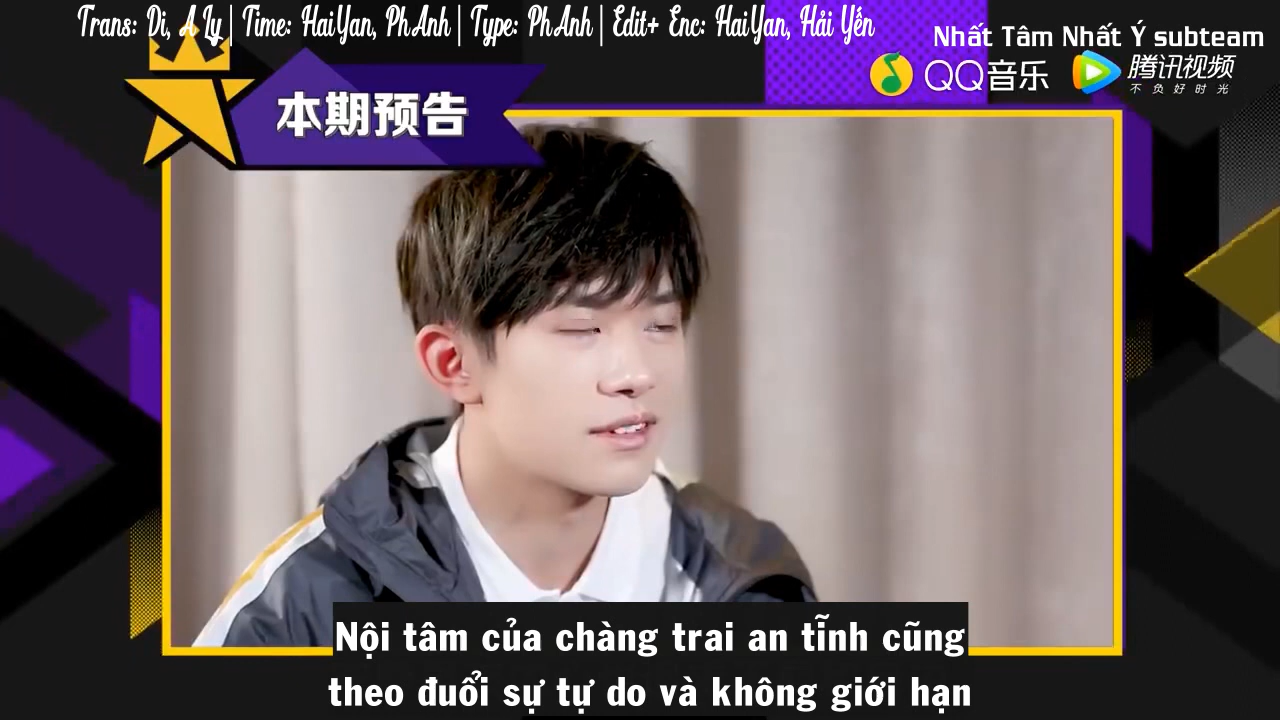 Trans: Di, A Ly | Time: HaiYan, PhAnh | Type: PhAnh | Edit+ Enc: HaiYan, Hải Yến
Nhất Tâm Nhất Ý subteam
QQ音乐
腾讯视频
不负好时光
本期预告
Nội tâm của chàng trai an tĩnh cũng
theo đuổi sự tự do và không giới hạn